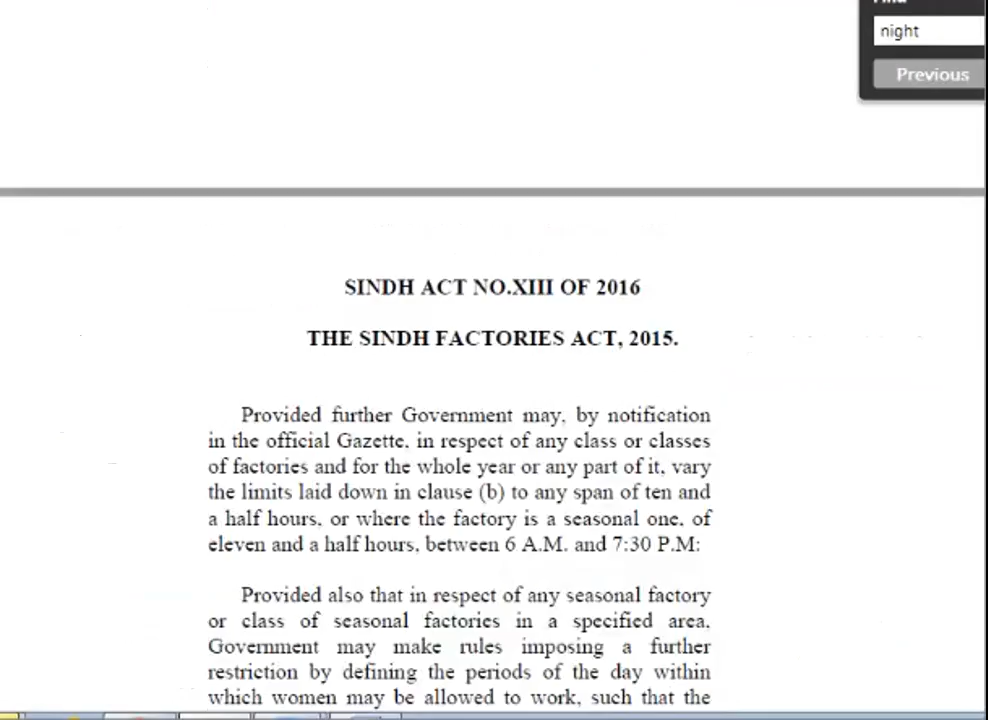 night
Previous
SINDH ACT NO.XIII OF 2016
THE SINDH FACTORIES ACT, 2015.
Provided further Government may, by notification
in the official Gazette, in respect of any class or classes
of factories and for the whole year or any part of it, vary
the limits laid down in clause (b) to any span of ten and
a half hours, or where the factory is a seasonal one, of
eleven and a half hours, between 6 A.M. and 7:30 P.M:
Provided also that in respect of any seasonal factory
or class of seasonal factories in a specified area,
Government may make rules imposing a further
restriction by defining the periods of the day within
which women may be allowed to work, such that the